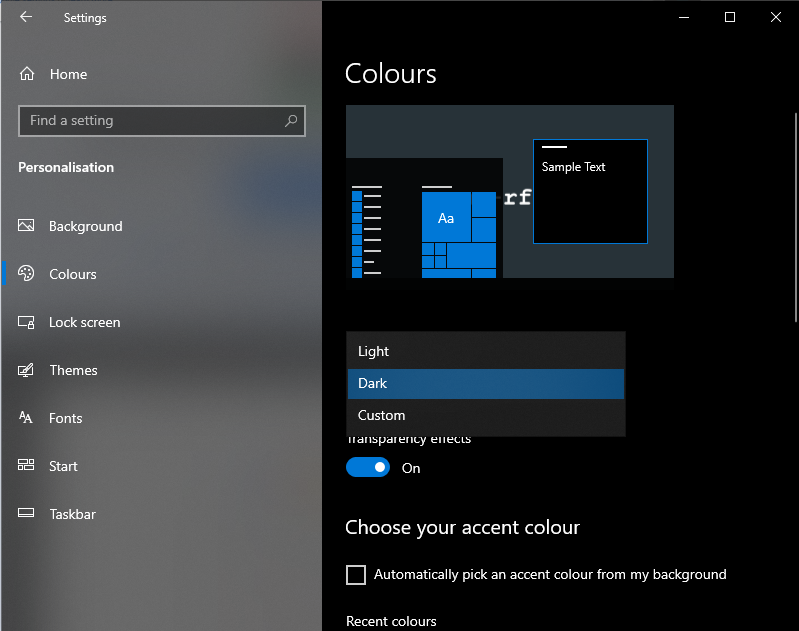 Settings
Home
Find a setting
Personalisation
Background
Colours
Lock screen
Themes
Fonts
Start
Taskbar
Colours
Sample Text
rf
Aa
Light
Dark
Custom
Transparency effects
On
Choose your accent colour
Automatically pick an accent colour from my background
Recent colours